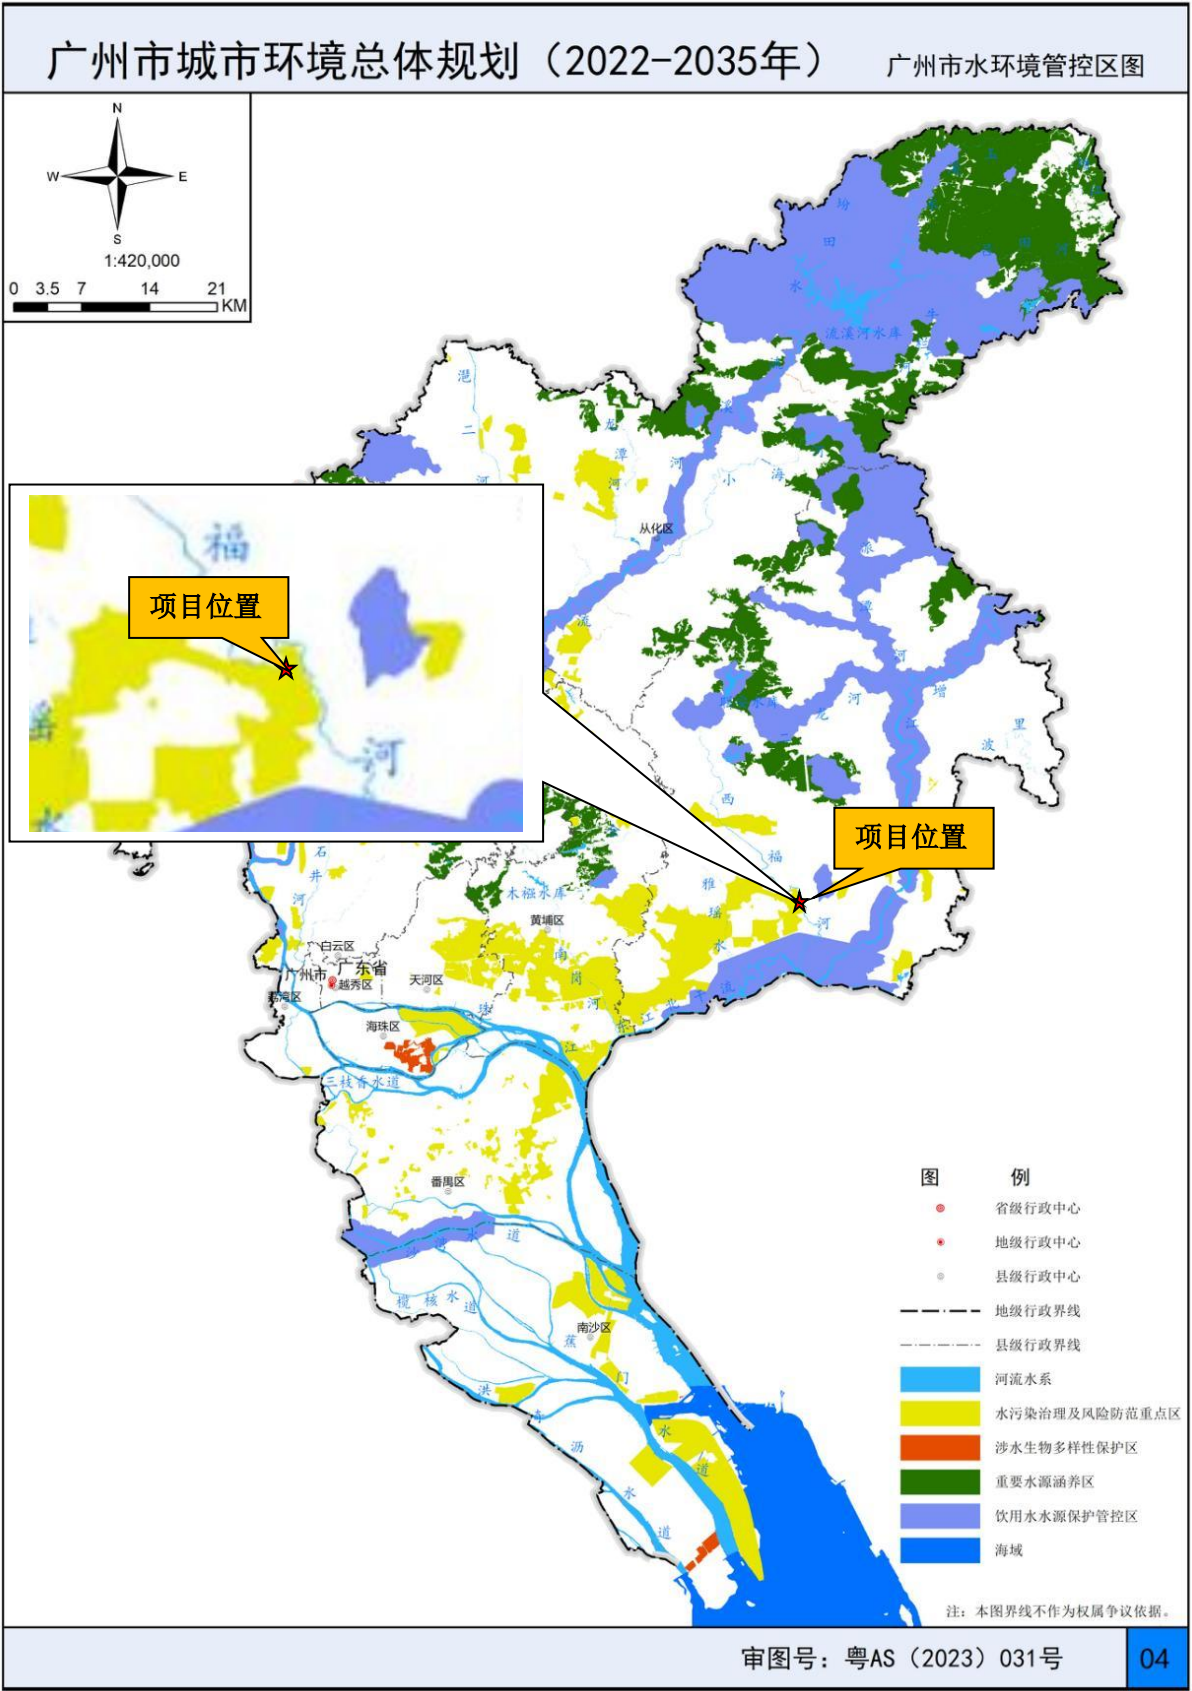 广州市城市环境总体规划（2022-2035年）
广州市水环境管控区图
N
W
E
S
1:420,000
0 3.5 7 14 21 KM
流溪河水库
从化区
福
项目位置
河
水
项目位置
木强水库
黄埔区
白云区
广州市
广东省
越秀区
天河区
荔湾区
海珠区
三枝香水道
番禺区
南沙区
图 例
省级行政中心
地级行政中心
县级行政中心
地级行政界线
县级行政界线
河流水系
水污染治理及风险防范重点区
涉水生物多样性保护区
重要水源涵养区
饮用水水源保护管控区
海域
注：本图界线不作为权属争议依据。
审图号：粤AS（2023）031号
04